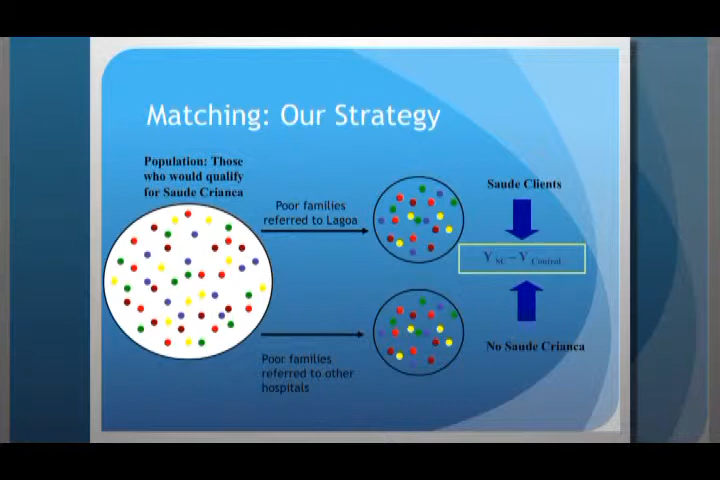 Matching: Our Strategy
Population: Those
who would qualify
for Saude Crianca
Poor families
referred to Lagoa
Saude Clients
Y SC – Y Control
No Saude Crianca
Poor families
referred to other
hospitals